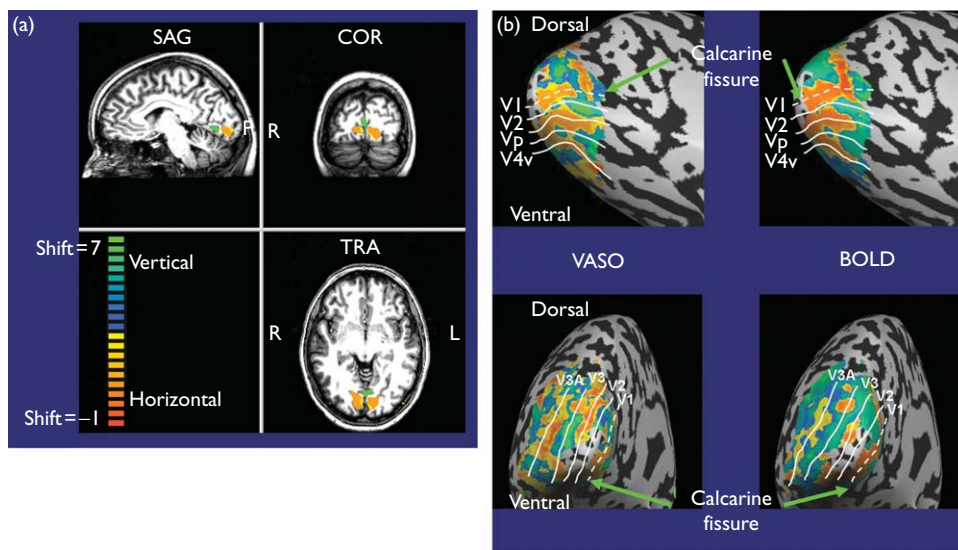 (a)
SAG
COR
P
R
Shift = 7
Vertical
Horizontal
Shift = –1
TRA
R
L
(b)
Dorsal
Calcarine
fissure
V1
V2
Vp
V4v
V1
V2
Vp
V4v
Ventral
VASO
BOLD
Dorsal
V3A
V3
V2
V1
V3A
V3
V2
V1
Ventral
Calcarine
fissure